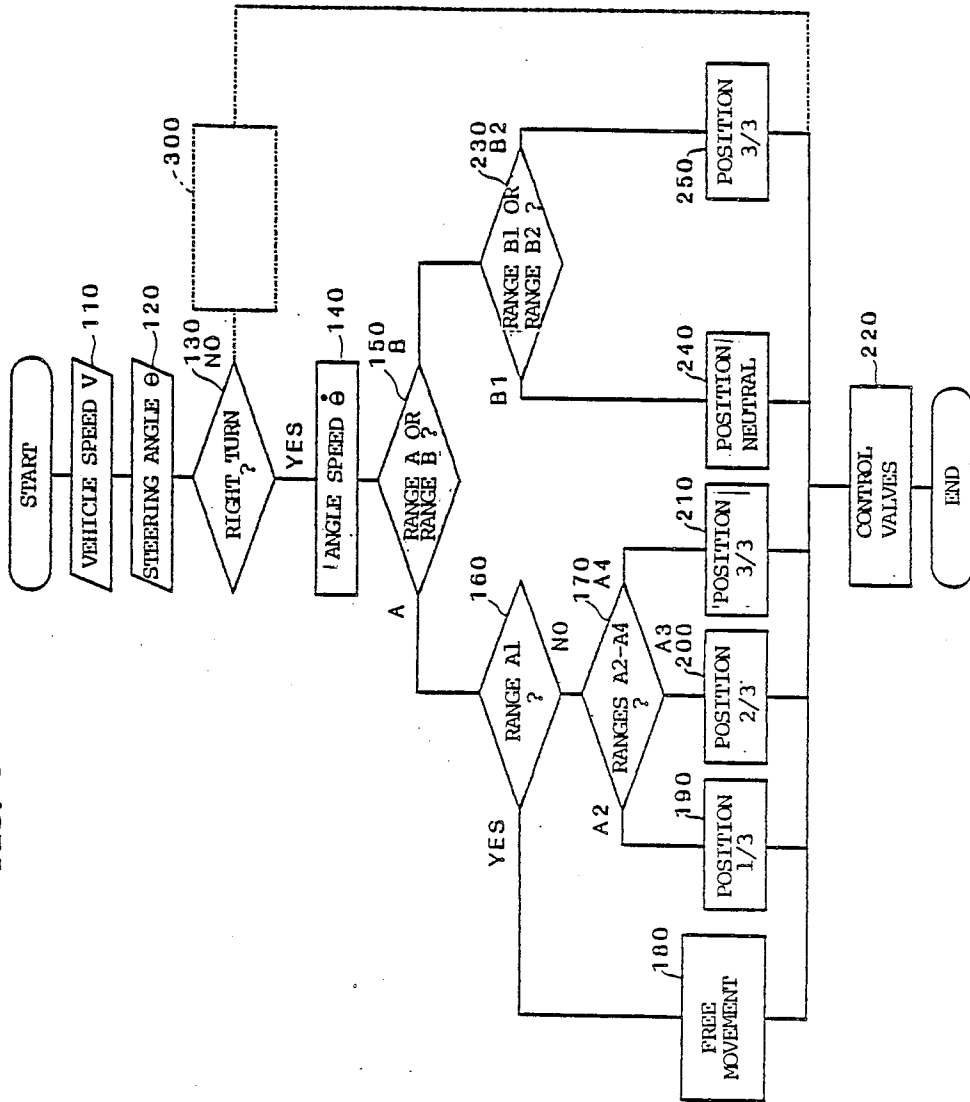 START
VEHICLE SPEED V
110
STEERING ANGLE θ
120
RIGHT TURN
?
130
NO
300
YES
ANGLE SPEED θ̇
140
RANGE A OR
RANGE B ?
150
B
A
RANGE A1
?
160
YES
NO
RANGES A2-A4
?
170
A4
A2
A3
RANGE B1 OR
RANGE B2 ?
230
B2
B1
FREE
MOVEMENT
180
POSITION
1/3
190
POSITION
2/3
200
POSITION
3/3
210
POSITION
NEUTRAL
240
POSITION
3/3
250
CONTROL
VALVES
220
END